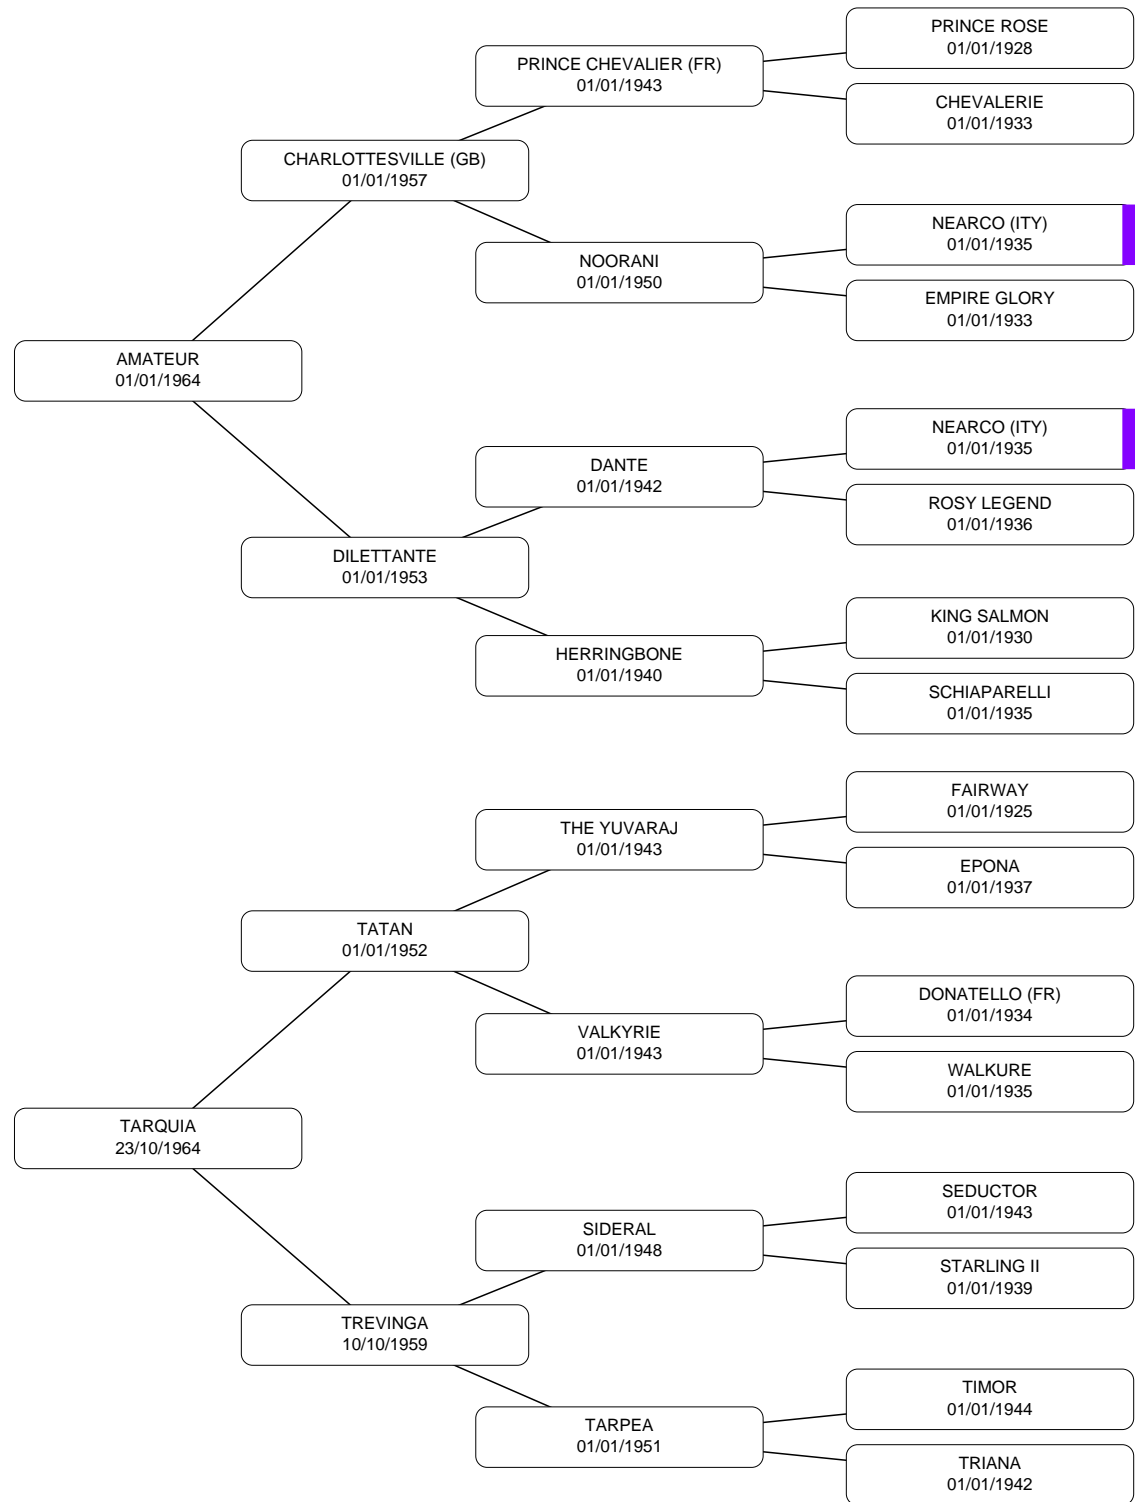 PRINCE ROSE
01/01/1928
PRINCE CHEVALIER (FR)
01/01/1943
CHEVALERIE
01/01/1933
CHARLOTTESVILLE (GB)
01/01/1957
NEARCO (ITY)
01/01/1935
NOORANI
01/01/1950
EMPIRE GLORY
01/01/1933
AMATEUR
01/01/1964
NEARCO (ITY)
01/01/1935
DANTE
01/01/1942
ROSY LEGEND
01/01/1936
DILETTANTE
01/01/1953
KING SALMON
01/01/1930
HERRINGBONE
01/01/1940
SCHIAPARELLI
01/01/1935
FAIRWAY
01/01/1925
THE YUVARAJ
01/01/1943
EPONA
01/01/1937
TATAN
01/01/1952
DONATELLO (FR)
01/01/1934
VALKYRIE
01/01/1943
WALKURE
01/01/1935
TARQUIA
23/10/1964
SEDUCTOR
01/01/1943
SIDERAL
01/01/1948
STARLING II
01/01/1939
TREVINGA
10/10/1959
TIMOR
01/01/1944
TARPEA
01/01/1951
TRIANA
01/01/1942